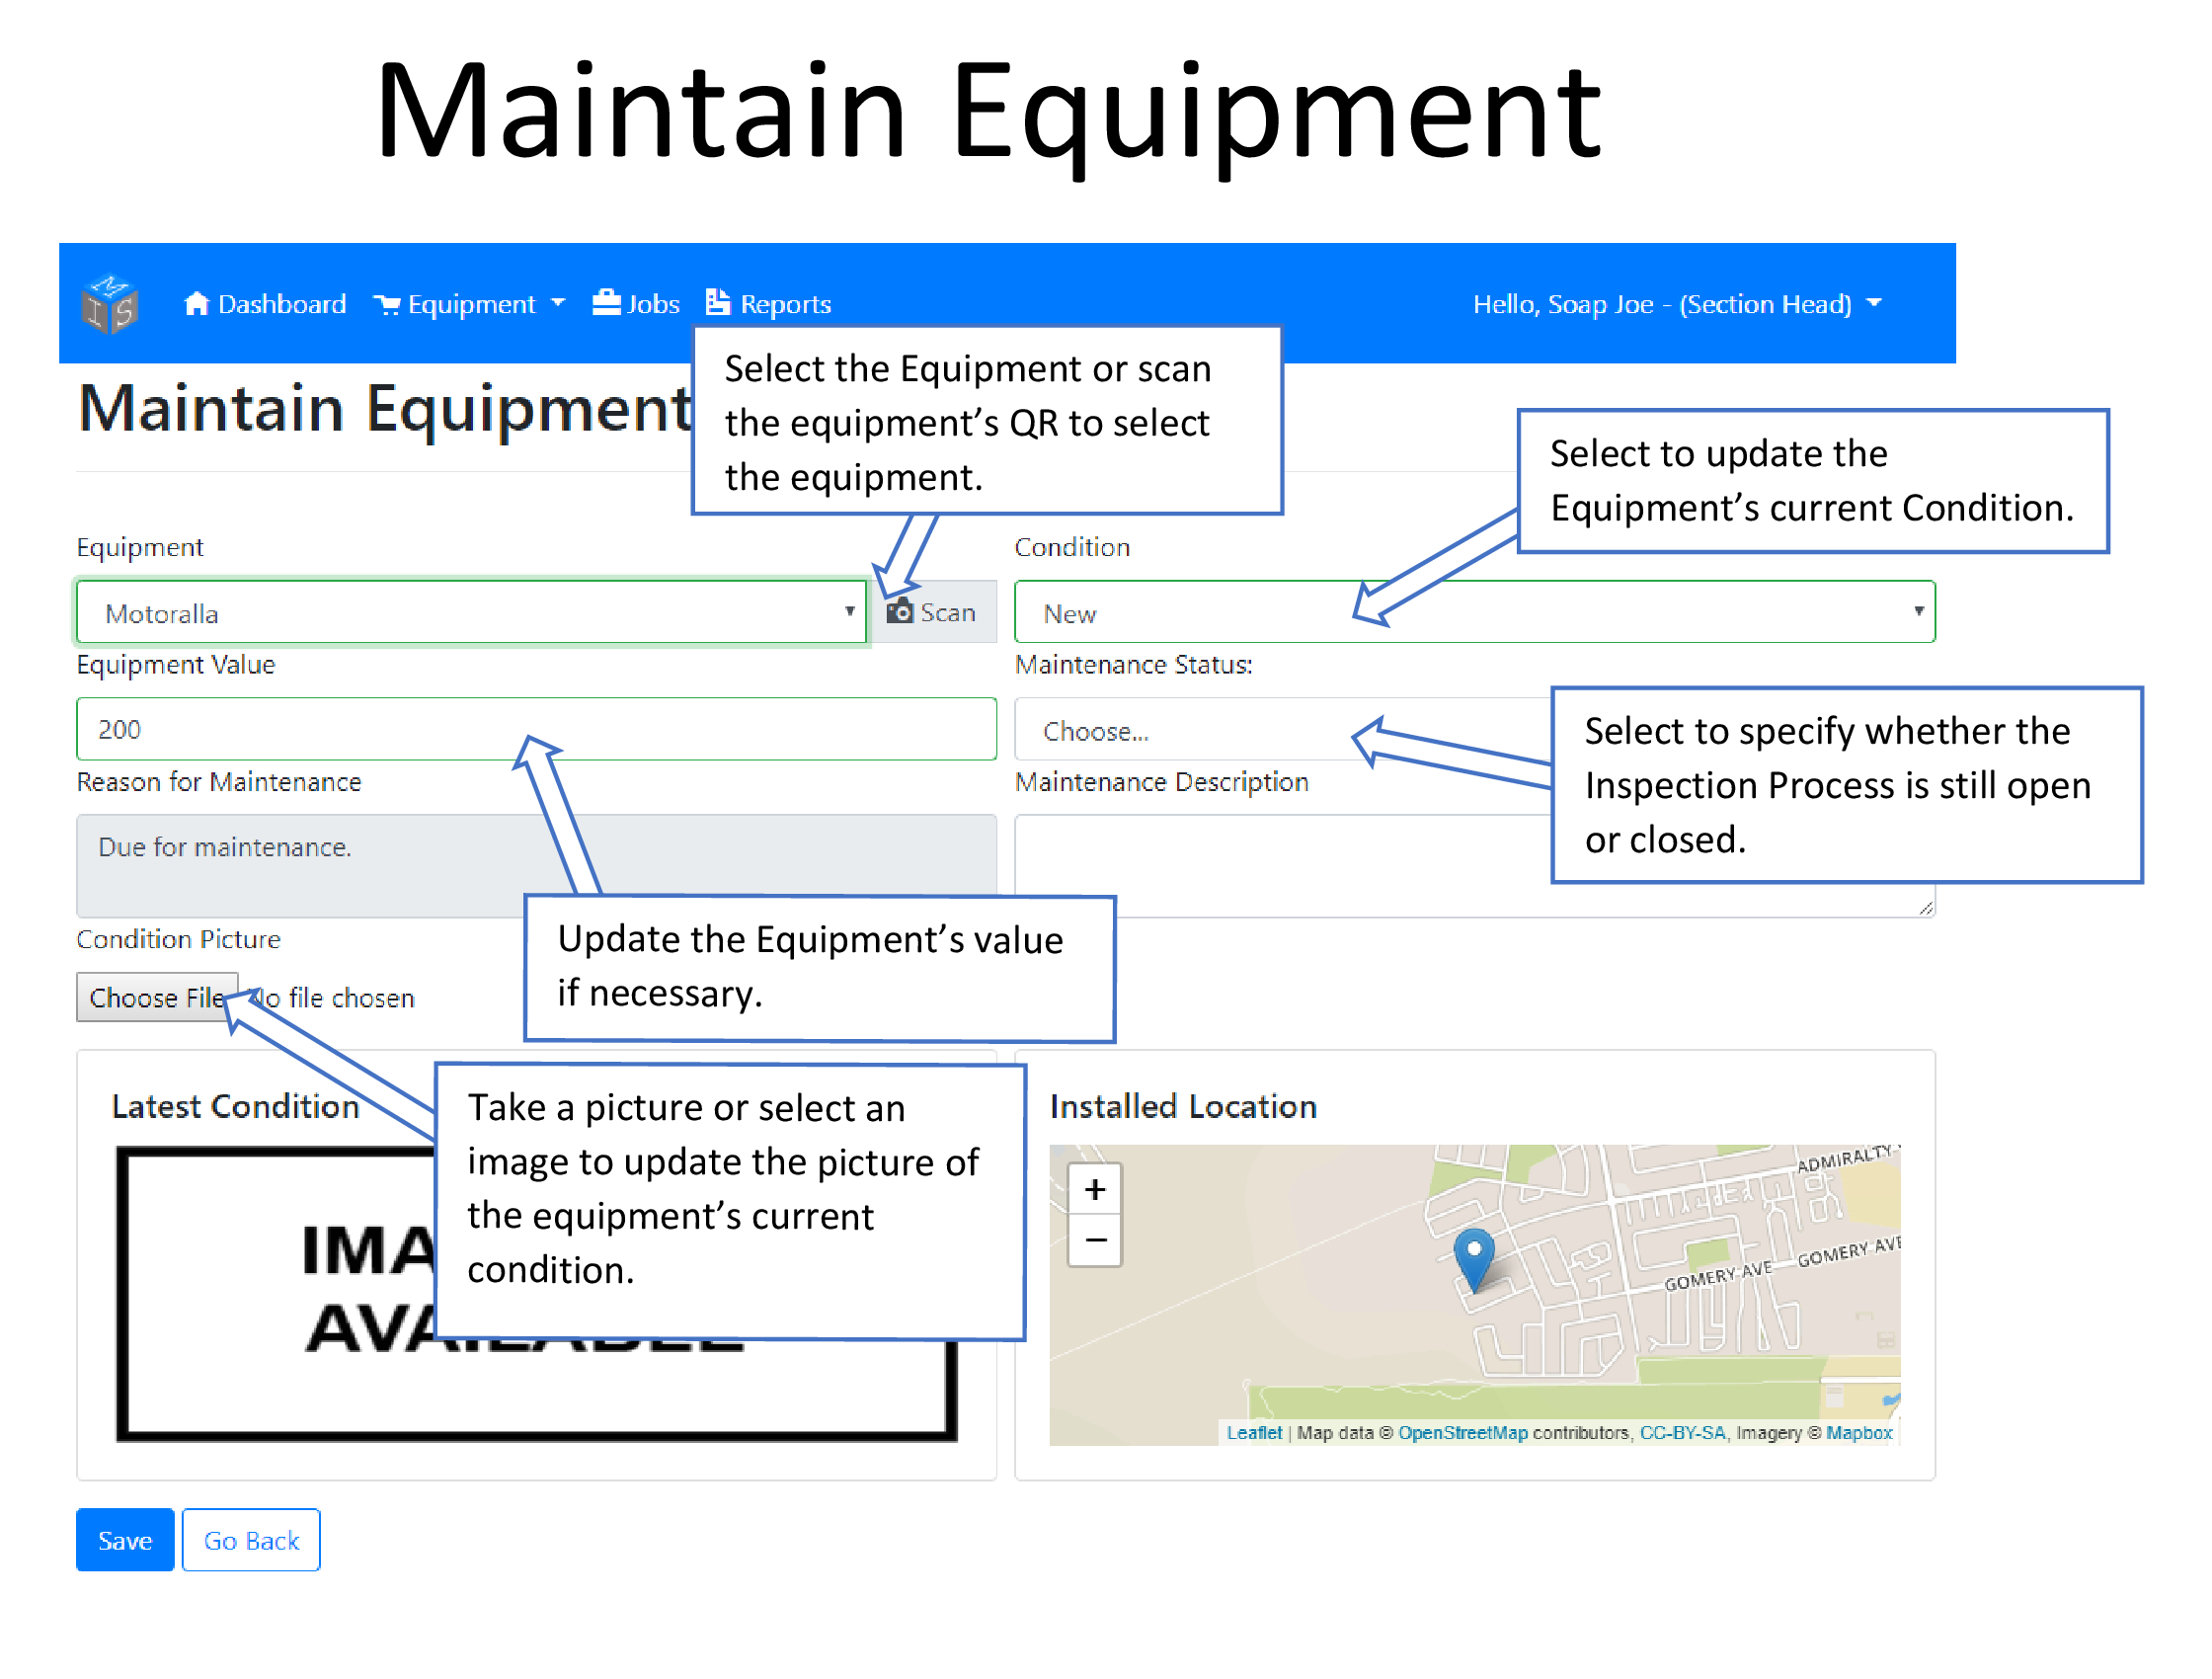 Maintain Equipment
MIS
Dashboard Equipment Jobs Reports Hello, Soap Joe - (Section Head)
Maintain Equipment
Select the Equipment or scan
the equipment’s QR to select
the equipment.
Select to update the
Equipment’s current Condition.
Equipment
Condition
Motoralla
Scan
New
Equipment Value
Maintenance Status:
200
Choose...
Select to specify whether the
Inspection Process is still open
or closed.
Reason for Maintenance
Maintenance Description
Due for maintenance.
Update the Equipment’s value
if necessary.
Condition Picture
Choose File
file chosen
Take a picture or select an
image to update the picture of
the equipment’s current
condition.
Latest Condition
Installed Location
+
−
ADMIRALTY
GOMERY AVE
GOMERY AVE
Leaflet | Map data © OpenStreetMap contributors, CC-BY-SA, Imagery © Mapbox
Save
Go Back